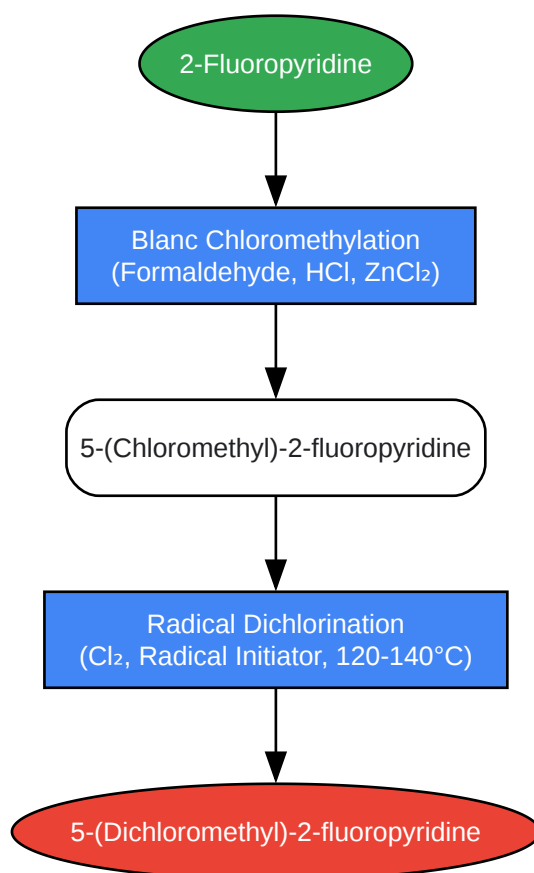 2-Fluoropyridine
Blanc Chloromethylation
(Formaldehyde, HCl, ZnCl₂)
5-(Chloromethyl)-2-fluoropyridine
Radical Dichlorination
(Cl₂, Radical Initiator, 120-140°C)
5-(Dichloromethyl)-2-fluoropyridine